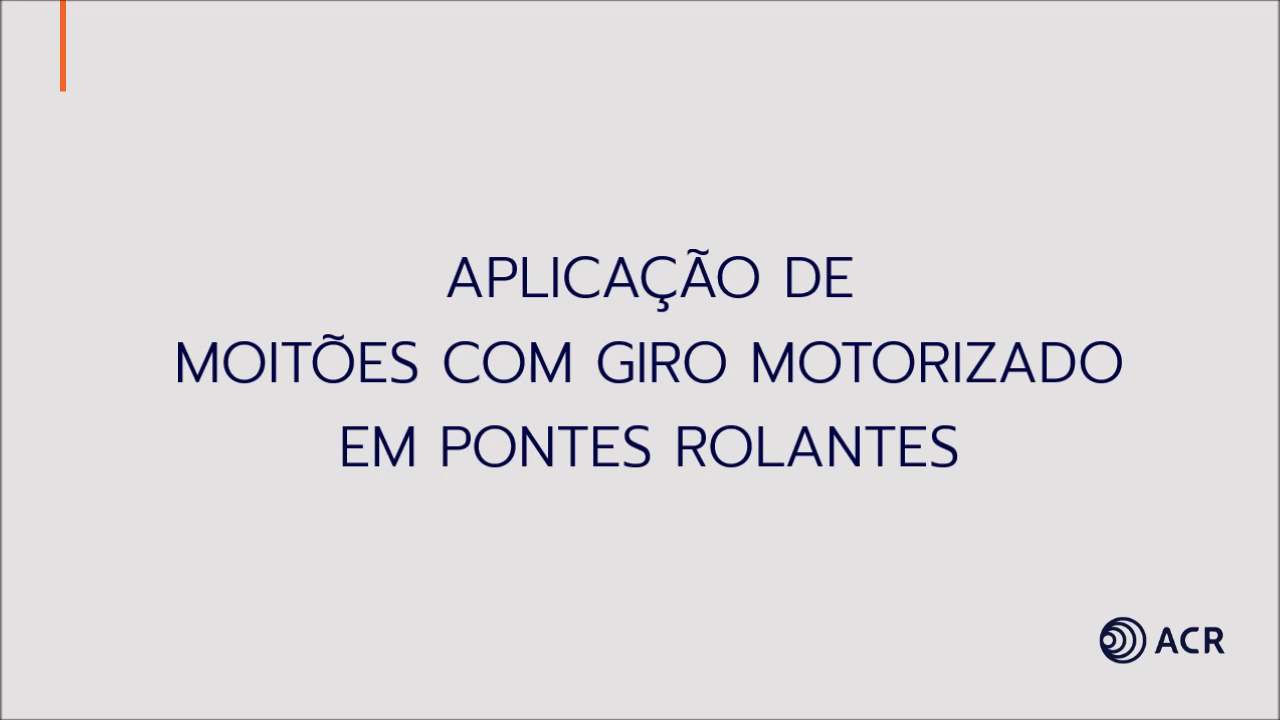 APLICAÇÃO DE
MOITÕES COM GIRO MOTORIZADO
EM PONTES ROLANTES
ACR